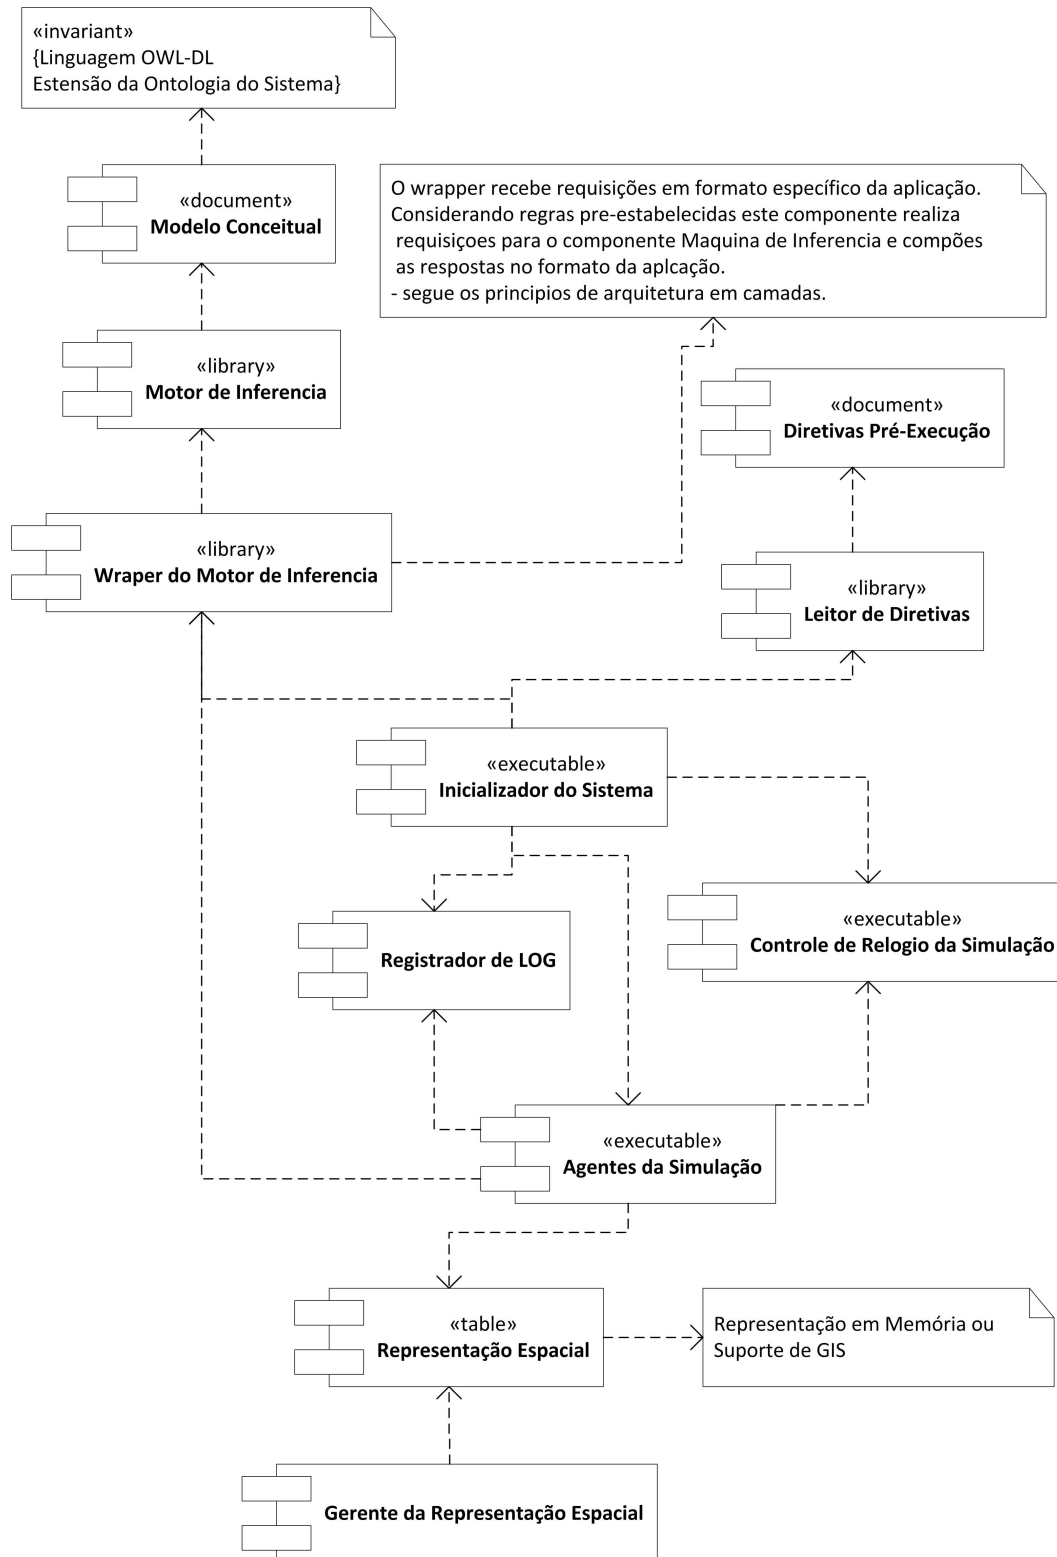 «invariant»
{Linguagem OWL-DL
Estensão da Ontologia do Sistema}
«document»
Modelo Conceitual
O wrapper recebe requisições em formato específico da aplicação.
Considerando regras pre-estabelecidas este componente realiza
requisiçoes para o componente Maquina de Inferencia e compões
as respostas no formato da aplcação.
- segue os principios de arquitetura em camadas.
«library»
Motor de Inferencia
«document»
Diretivas Pré-Execução
«library»
Wraper do Motor de Inferencia
«library»
Leitor de Diretivas
«executable»
Inicializador do Sistema
«executable»
Controle de Relogio da Simulação
Registrador de LOG
«executable»
Agentes da Simulação
«table»
Representação Espacial
Representação em Memória ou
Suporte de GIS
Gerente da Representação Espacial